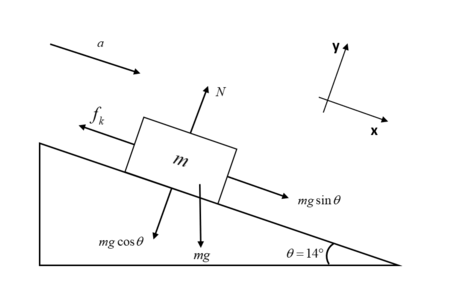 a
y
N
f_k
x
m
mg sin θ
mg cos θ
mg
θ = 14°